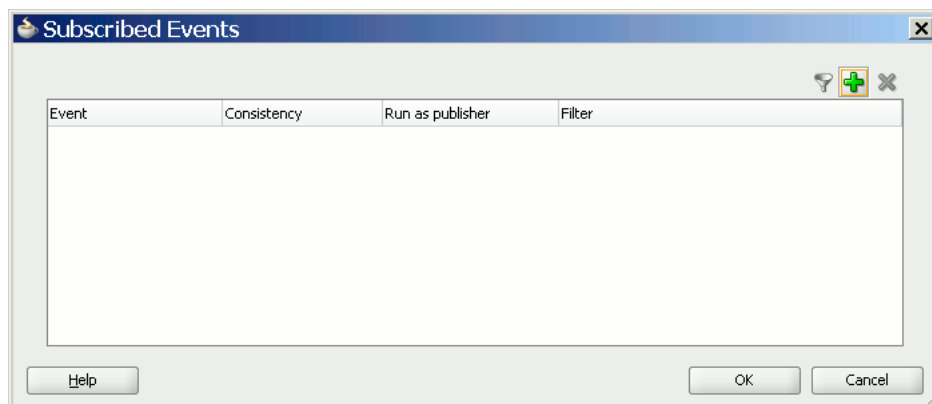 Subscribed Events
Event Consistency Run as publisher Filter
Help OK Cancel